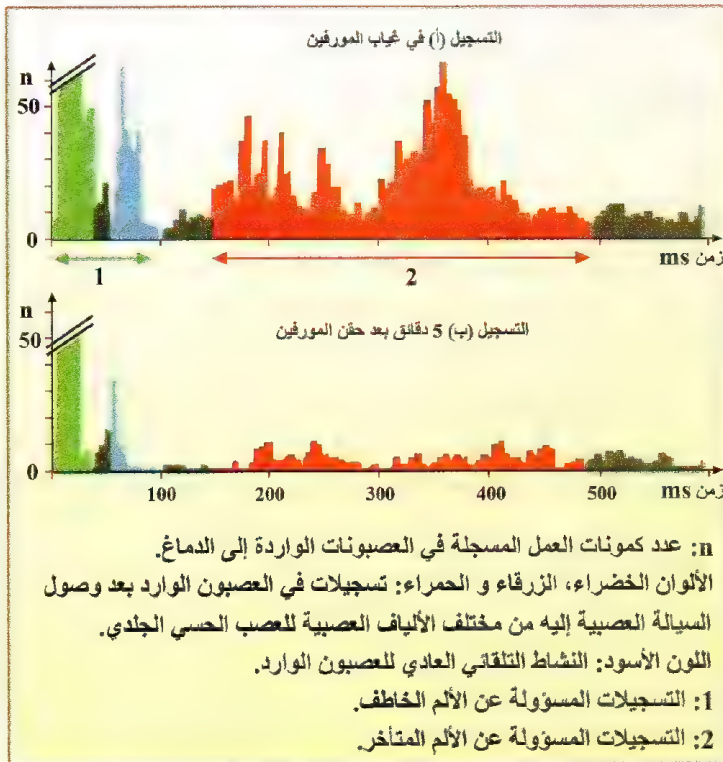 التسجيل (أ) في غياب المورفين
n
50
0
زمن ms
1
2
التسجيل (ب) 5 دقائق بعد حقن المورفين
n
50
0
100
200
300
400
500
زمن ms
n: عدد كمونات العمل المسجلة في العصبونات الواردة إلى الدماغ.
الألوان الخضراء، الزرقاء و الحمراء: تسجيلات في العصبون الوارد بعد وصول
السيالة العصبية إليه من مختلف الألياف العصبية للعصب الحسي الجلدي.
اللون الأسود: النشاط التلقائي العادي للعصبون الوارد.
1: التسجيلات المسؤولة عن الألم الخاطف.
2: التسجيلات المسؤولة عن الألم المتأخر.